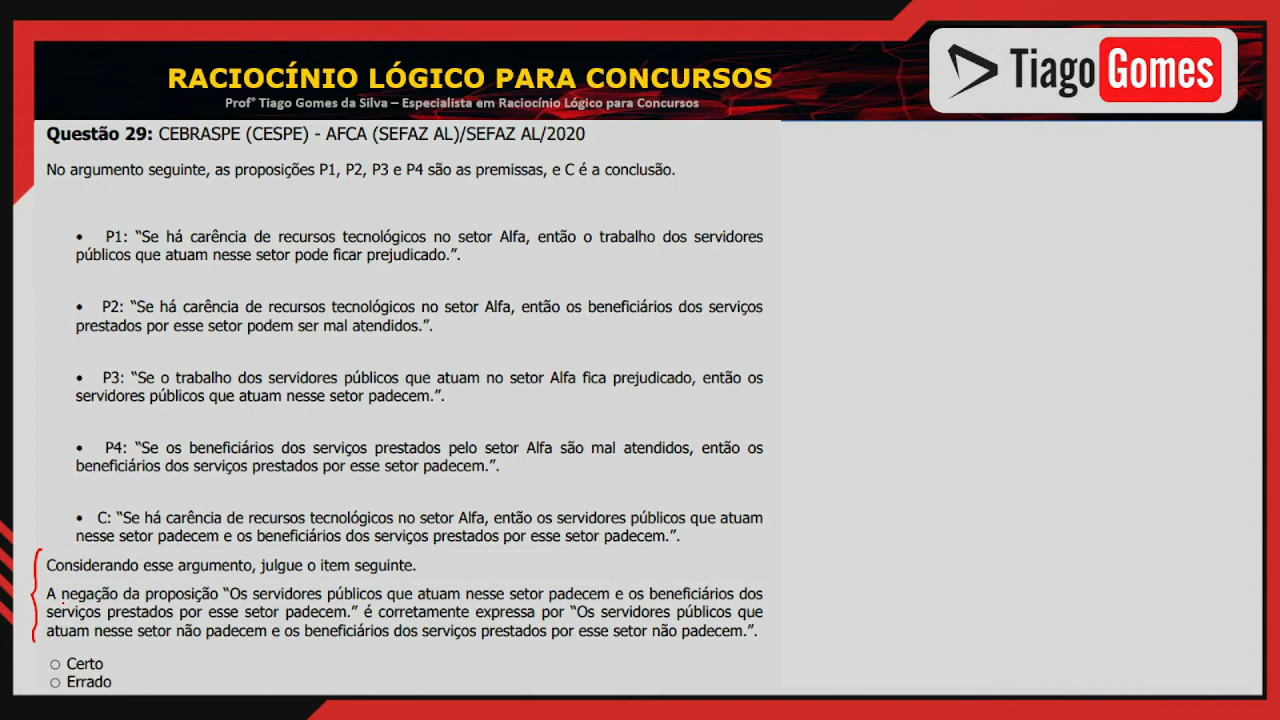 RACIOCÍNIO LÓGICO PARA CONCURSOS
Prof° Tiago Gomes da Silva – Especialista em Raciocínio Lógico para Concursos
Tiago Gomes
Questão 29: CEBRASPE (CESPE) - AFCA (SEFAZ AL)/SEFAZ AL/2020
No argumento seguinte, as proposições P1, P2, P3 e P4 são as premissas, e C é a conclusão.
• P1: “Se há carência de recursos tecnológicos no setor Alfa, então o trabalho dos servidores
públicos que atuam nesse setor pode ficar prejudicado.”.
• P2: “Se há carência de recursos tecnológicos no setor Alfa, então os beneficiários dos serviços
prestados por esse setor podem ser mal atendidos.”.
• P3: “Se o trabalho dos servidores públicos que atuam no setor Alfa fica prejudicado, então os
servidores públicos que atuam nesse setor padecem.”.
• P4: “Se os beneficiários dos serviços prestados pelo setor Alfa são mal atendidos, então os
beneficiários dos serviços prestados por esse setor padecem.”.
• C: “Se há carência de recursos tecnológicos no setor Alfa, então os servidores públicos que atuam
nesse setor padecem e os beneficiários dos serviços prestados por esse setor padecem.”.
Considerando esse argumento, julgue o item seguinte.
A negação da proposição “Os servidores públicos que atuam nesse setor padecem e os beneficiários dos
serviços prestados por esse setor padecem.” é corretamente expressa por “Os servidores públicos que
atuam nesse setor não padecem e os beneficiários dos serviços prestados por esse setor não padecem.”.
○ Certo
○ Errado